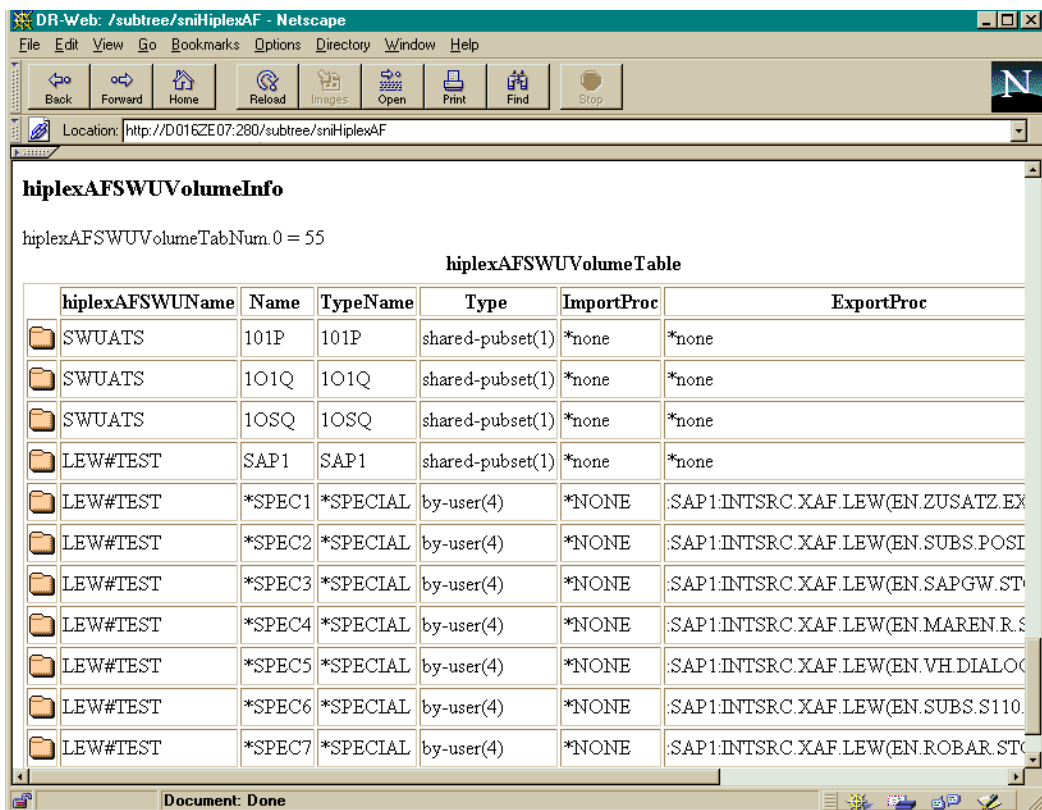 DR-Web: /subtree/sniHiplexAF - Netscape
File Edit View Go Bookmarks Options Directory Window Help
Back Forward Home Reload Images Open Print Find Stop N
Location: http://D016ZE07:280/subtree/sniHiplexAF
hiplexAFSWUVolumeInfo
hiplexAFSWUVolumeTabNum.0 = 55
hiplexAFSWUVolumeTable
hiplexAFSWUName Name TypeName Type ImportProc ExportProc
SWUATS 101P 101P shared-pubset(1) *none *none
SWUATS 1O1Q 1O1Q shared-pubset(1) *none *none
SWUATS 1OSQ 1OSQ shared-pubset(1) *none *none
LEW#TEST SAP1 SAP1 shared-pubset(1) *none *none
LEW#TEST *SPEC1 *SPECIAL by-user(4) *NONE :SAP1:INTSRC.XAF.LEW(EN.ZUSATZ.EX
LEW#TEST *SPEC2 *SPECIAL by-user(4) *NONE :SAP1:INTSRC.XAF.LEW(EN.SUBS.POSI
LEW#TEST *SPEC3 *SPECIAL by-user(4) *NONE :SAP1:INTSRC.XAF.LEW(EN.SAPGW.STO
LEW#TEST *SPEC4 *SPECIAL by-user(4) *NONE :SAP1:INTSRC.XAF.LEW(EN.MAREN.R.S
LEW#TEST *SPEC5 *SPECIAL by-user(4) *NONE :SAP1:INTSRC.XAF.LEW(EN.VH.DIALOG
LEW#TEST *SPEC6 *SPECIAL by-user(4) *NONE :SAP1:INTSRC.XAF.LEW(EN.SUBS.S110.
LEW#TEST *SPEC7 *SPECIAL by-user(4) *NONE :SAP1:INTSRC.XAF.LEW(EN.ROBAR.STO
Document: Done